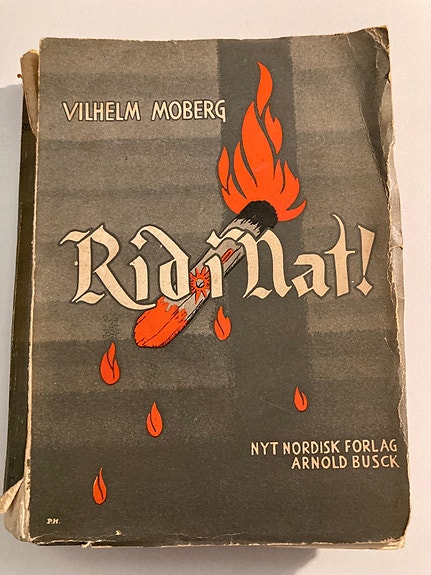 VILHELM MOBERG
Rid i Nat!
NYT NORDISK FORLAG
ARNOLD BUSCK
P.H.